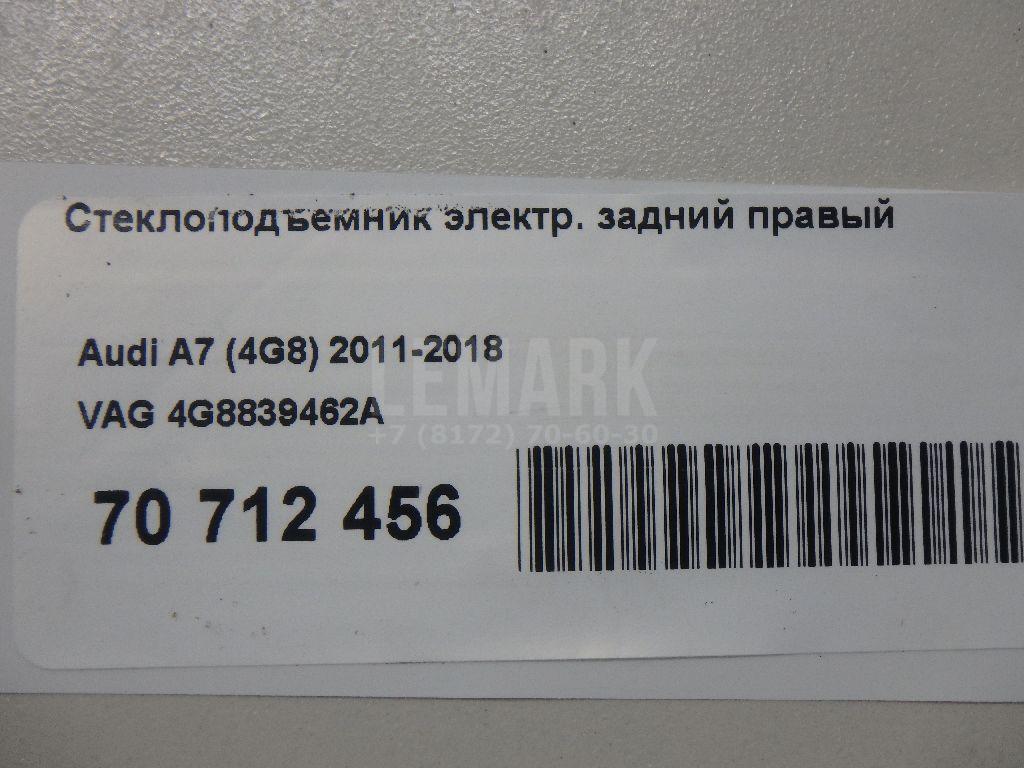 Стеклоподъемник электр. задний правый
Audi A7 (4G8) 2011-2018
VAG 4G8839462A
LEMARK
+7 (8172) 70-60-30
70 712 456